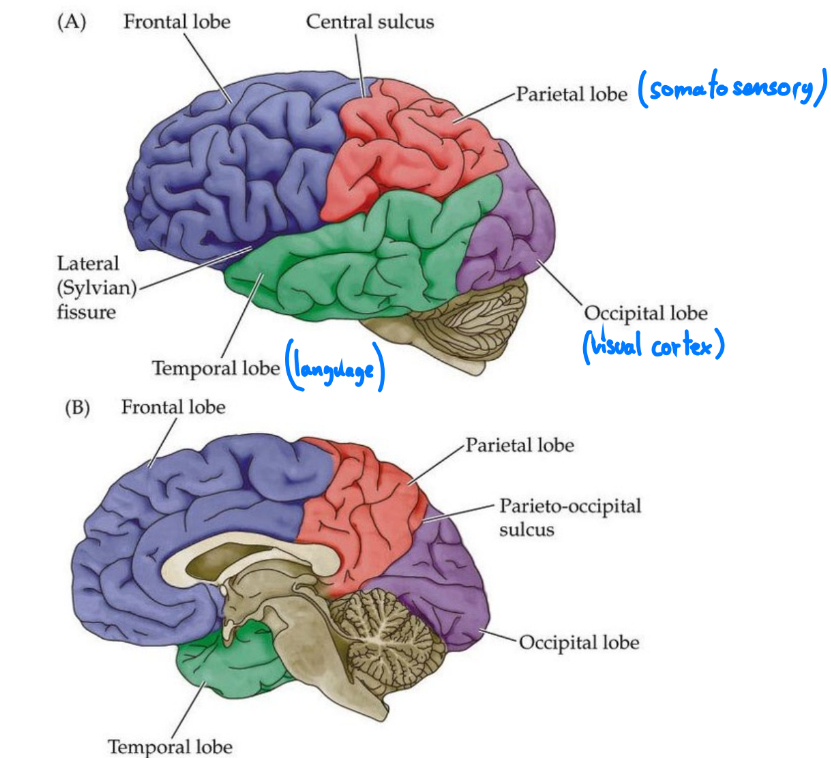 (A) Frontal lobe Central sulcus
Parietal lobe (somatosensory)
Lateral
(Sylvian)
fissure
Occipital lobe
(visual cortex)
Temporal lobe (language)
(B) Frontal lobe
Parietal lobe
Parieto-occipital
sulcus
Occipital lobe
Temporal lobe